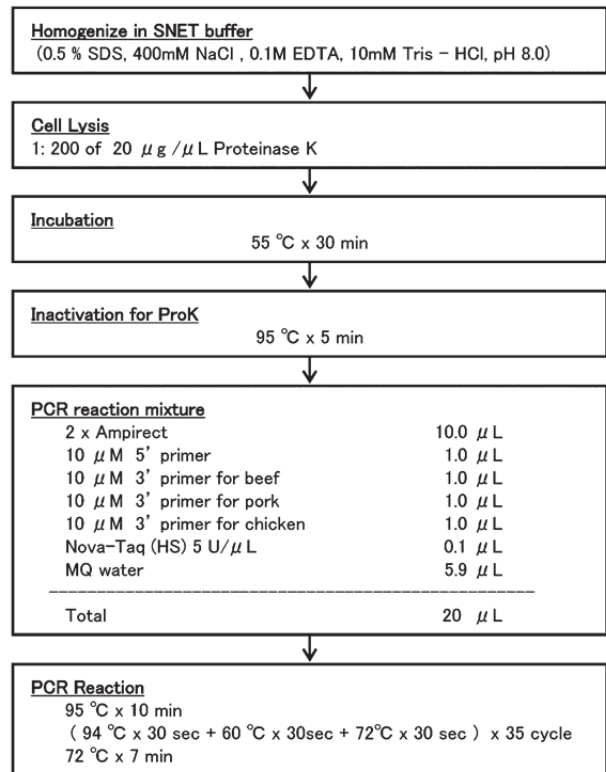 Homogenize in SNET buffer
(0.5 % SDS, 400mM NaCl , 0.1M EDTA, 10mM Tris - HCl, pH 8.0)
Cell Lysis
1: 200 of 20 μg /μL Proteinase K
Incubation
55 ℃ x 30 min
Inactivation for ProK
95 ℃ x 5 min
PCR reaction mixture
2 x Ampirect 10.0 μL
10 μM 5' primer 1.0 μL
10 μM 3' primer for beef 1.0 μL
10 μM 3' primer for pork 1.0 μL
10 μM 3' primer for chicken 1.0 μL
Nova-Taq (HS) 5 U/μL 0.1 μL
MQ water 5.9 μL
Total 20 μL
PCR Reaction
95 ℃ x 10 min
( 94 ℃ x 30 sec + 60 ℃ x 30sec + 72℃ x 30 sec ) x 35 cycle
72 ℃ x 7 min